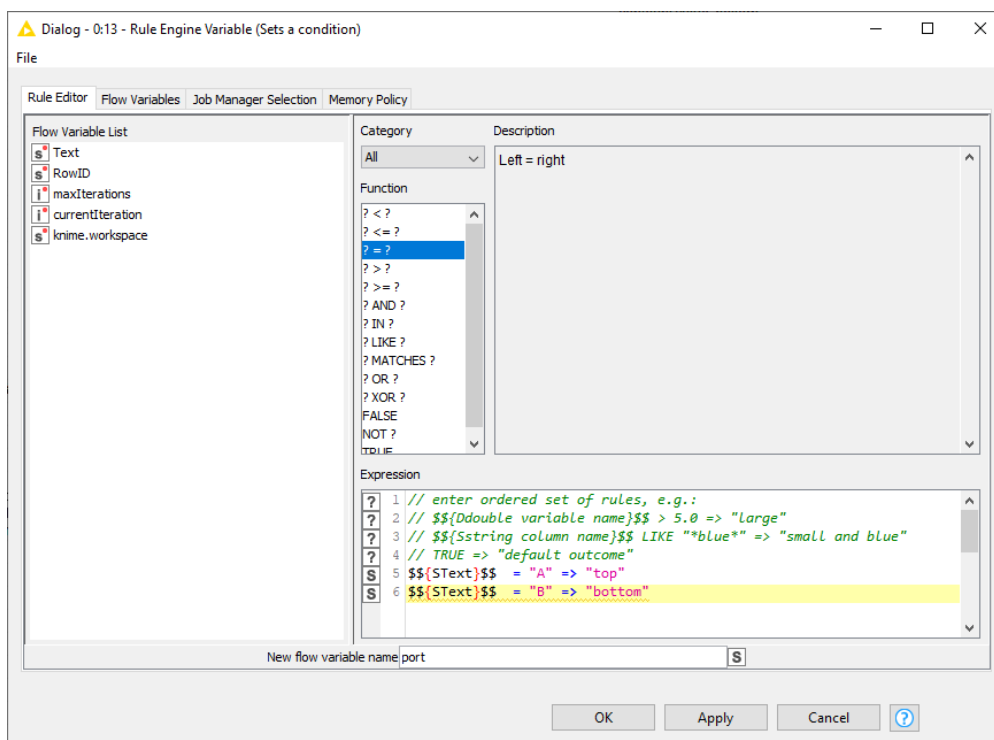 Dialog - 0:13 - Rule Engine Variable (Sets a condition)
File
Rule Editor Flow Variables Job Manager Selection Memory Policy
Flow Variable List
s Text
s RowID
i maxIterations
i currentIteration
s knime.workspace
Category
All
Function
? < ?
? <= ?
? = ?
? > ?
? >= ?
? AND ?
? IN ?
? LIKE ?
? MATCHES ?
? OR ?
? XOR ?
FALSE
NOT ?
TRUE
Description
Left = right
Expression
? 1 // enter ordered set of rules, e.g.:
? 2 // $${Ddouble variable name}$$ > 5.0 => "large"
? 3 // $${Sstring column name}$$ LIKE "*blue*" => "small and blue"
? 4 // TRUE => "default outcome"
S 5 $${SText}$$ = "A" => "top"
S 6 $${SText}$$ = "B" => "bottom"
New flow variable name port S
OK Apply Cancel ?